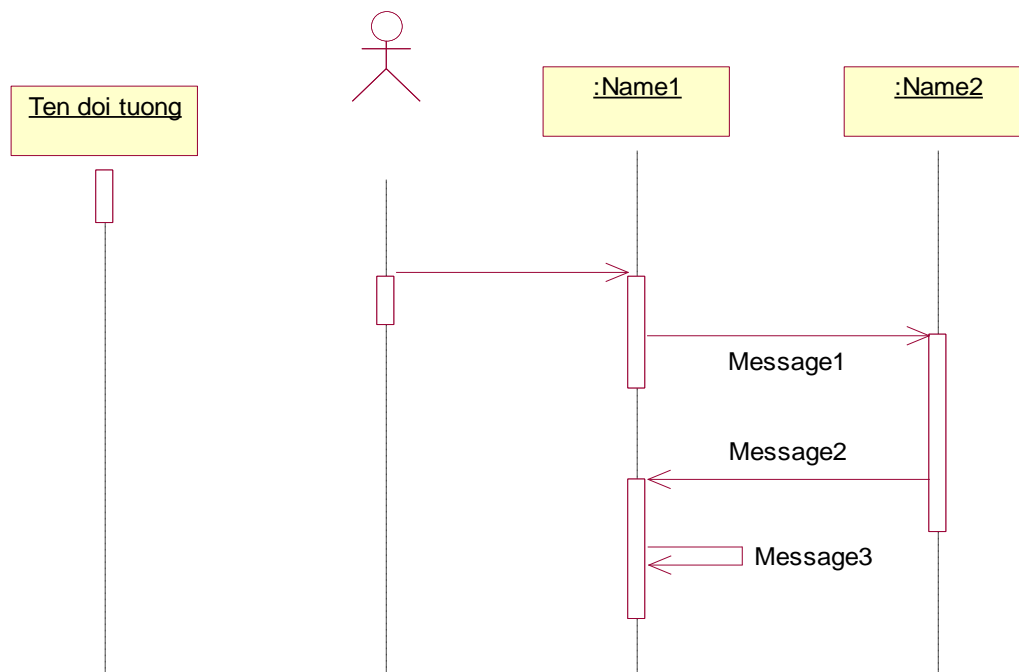 Ten doi tuong
:Name1
:Name2
Message1
Message2
Message3